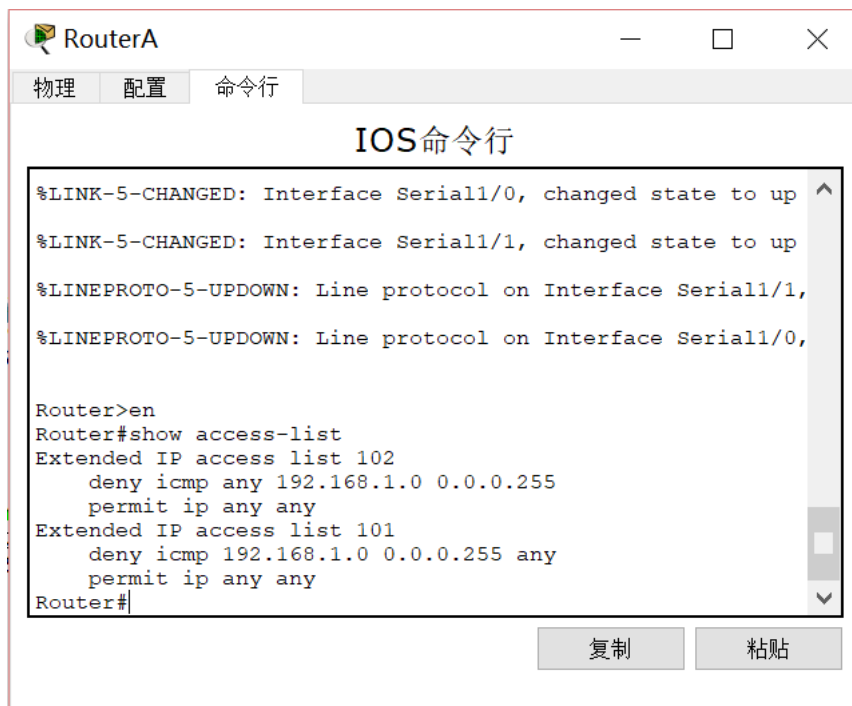 RouterA
物理 配置 命令行
IOS命令行
%LINK-5-CHANGED: Interface Serial1/0, changed state to up
%LINK-5-CHANGED: Interface Serial1/1, changed state to up
%LINEPROTO-5-UPDOWN: Line protocol on Interface Serial1/1,
%LINEPROTO-5-UPDOWN: Line protocol on Interface Serial1/0,
Router>en
Router#show access-list
Extended IP access list 102
deny icmp any 192.168.1.0 0.0.0.255
permit ip any any
Extended IP access list 101
deny icmp 192.168.1.0 0.0.0.255 any
permit ip any any
Router#
复制 粘贴